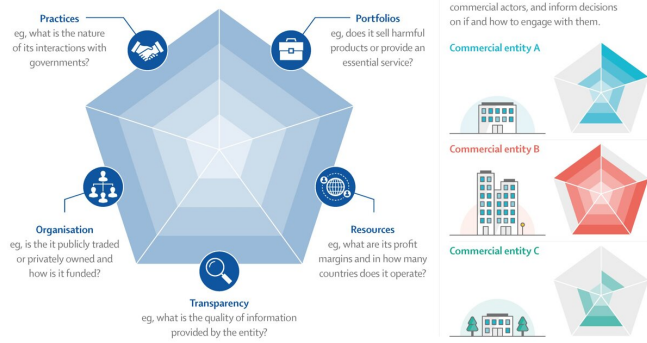 Practices
eg, what is the nature
of its interactions with
governments?
Portfolios
eg, does it sell harmful
products or provide an
essential service?
Organisation
eg, is the it publicly traded
or privately owned and
how is it funded?
Resources
eg, what are its profit
margins and in how many
countries does it operate?
Transparency
eg, what is the quality of information
provided by the entity?
commercial actors, and inform decisions
on if and how to engage with them.
Commercial entity A
Commercial entity B
Commercial entity C